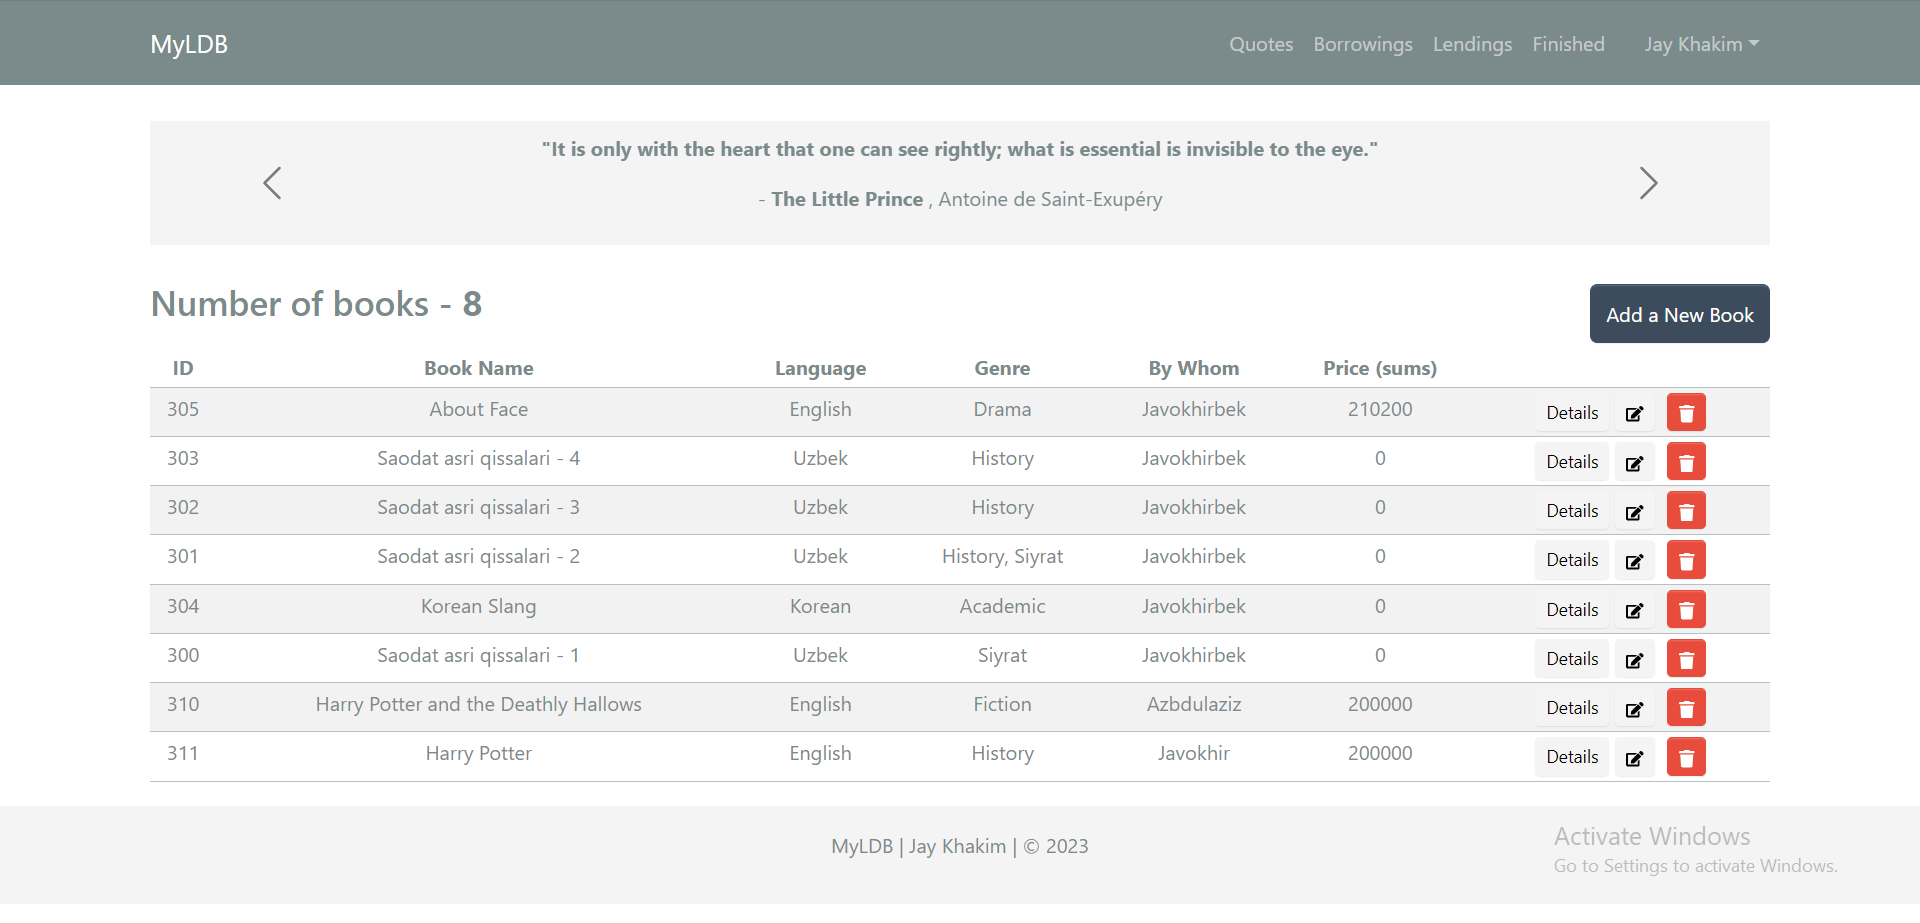 MyLDB Quotes Borrowings Lendings Finished Jay Khakim
"It is only with the heart that one can see rightly; what is essential is invisible to the eye."
- The Little Prince , Antoine de Saint-Exupéry
Number of books - 8
Add a New Book
ID Book Name Language Genre By Whom Price (sums)
305 About Face English Drama Javokhirbek 210200 Details
303 Saodat asri qissalari - 4 Uzbek History Javokhirbek 0 Details
302 Saodat asri qissalari - 3 Uzbek History Javokhirbek 0 Details
301 Saodat asri qissalari - 2 Uzbek History, Siyrat Javokhirbek 0 Details
304 Korean Slang Korean Academic Javokhirbek 0 Details
300 Saodat asri qissalari - 1 Uzbek Siyrat Javokhirbek 0 Details
310 Harry Potter and the Deathly Hallows English Fiction Azbdulaziz 200000 Details
311 Harry Potter English History Javokhir 200000 Details
MyLDB | Jay Khakim | © 2023
Activate Windows
Go to Settings to activate Windows.